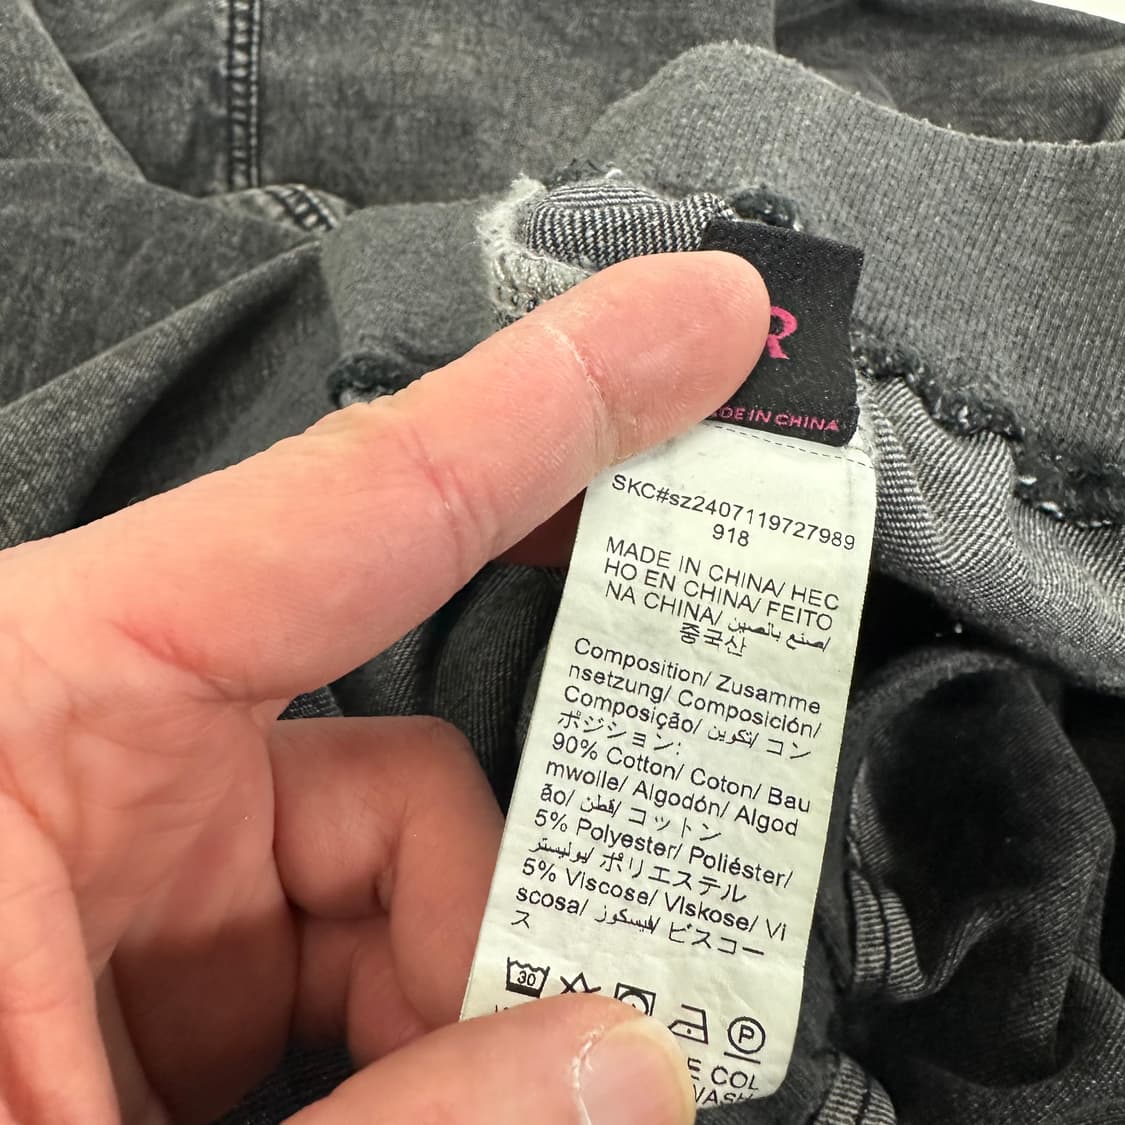 R
MADE IN CHINA
SKC#sz2407119727989
918
MADE IN CHINA/ HEC
HO EN CHINA/ FEITO
NA CHINA/ صنع بالصين/
중국산
Composition/ Zusamme
nsetzung/ Composición/
Composição/ تكوين/ コン
ポジション:
90% Cotton/ Coton/ Bau
mwolle/ Algodón/ Algod
ão/ قطن/ コットン
5% Polyester/ Poliéster/
بوليستر/ ポリエステル
5% VIscose/ VIskose/ Vi
scosa/ فيسكوز/ ビスコー
ス
30
P
E COL
WASH